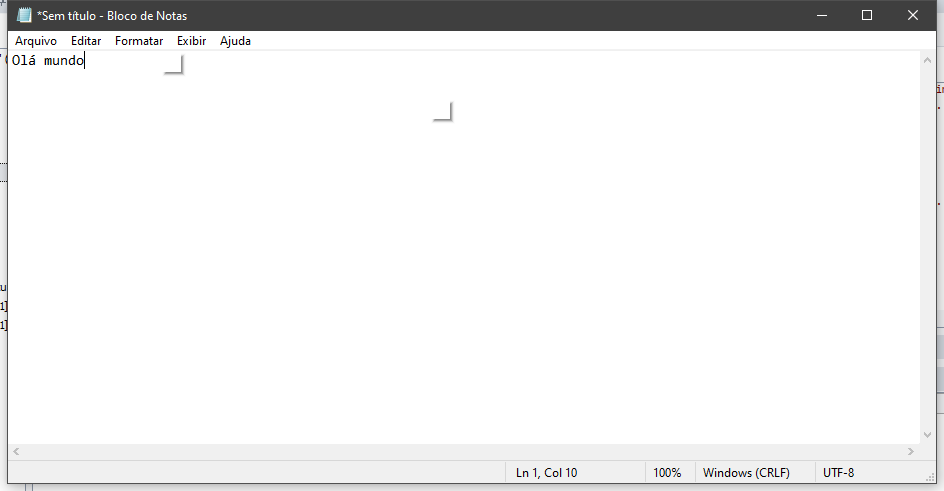 *Sem título - Bloco de Notas
Arquivo Editar Formatar Exibir Ajuda
Olá mundo
Ln 1, Col 10 100% Windows (CRLF) UTF-8